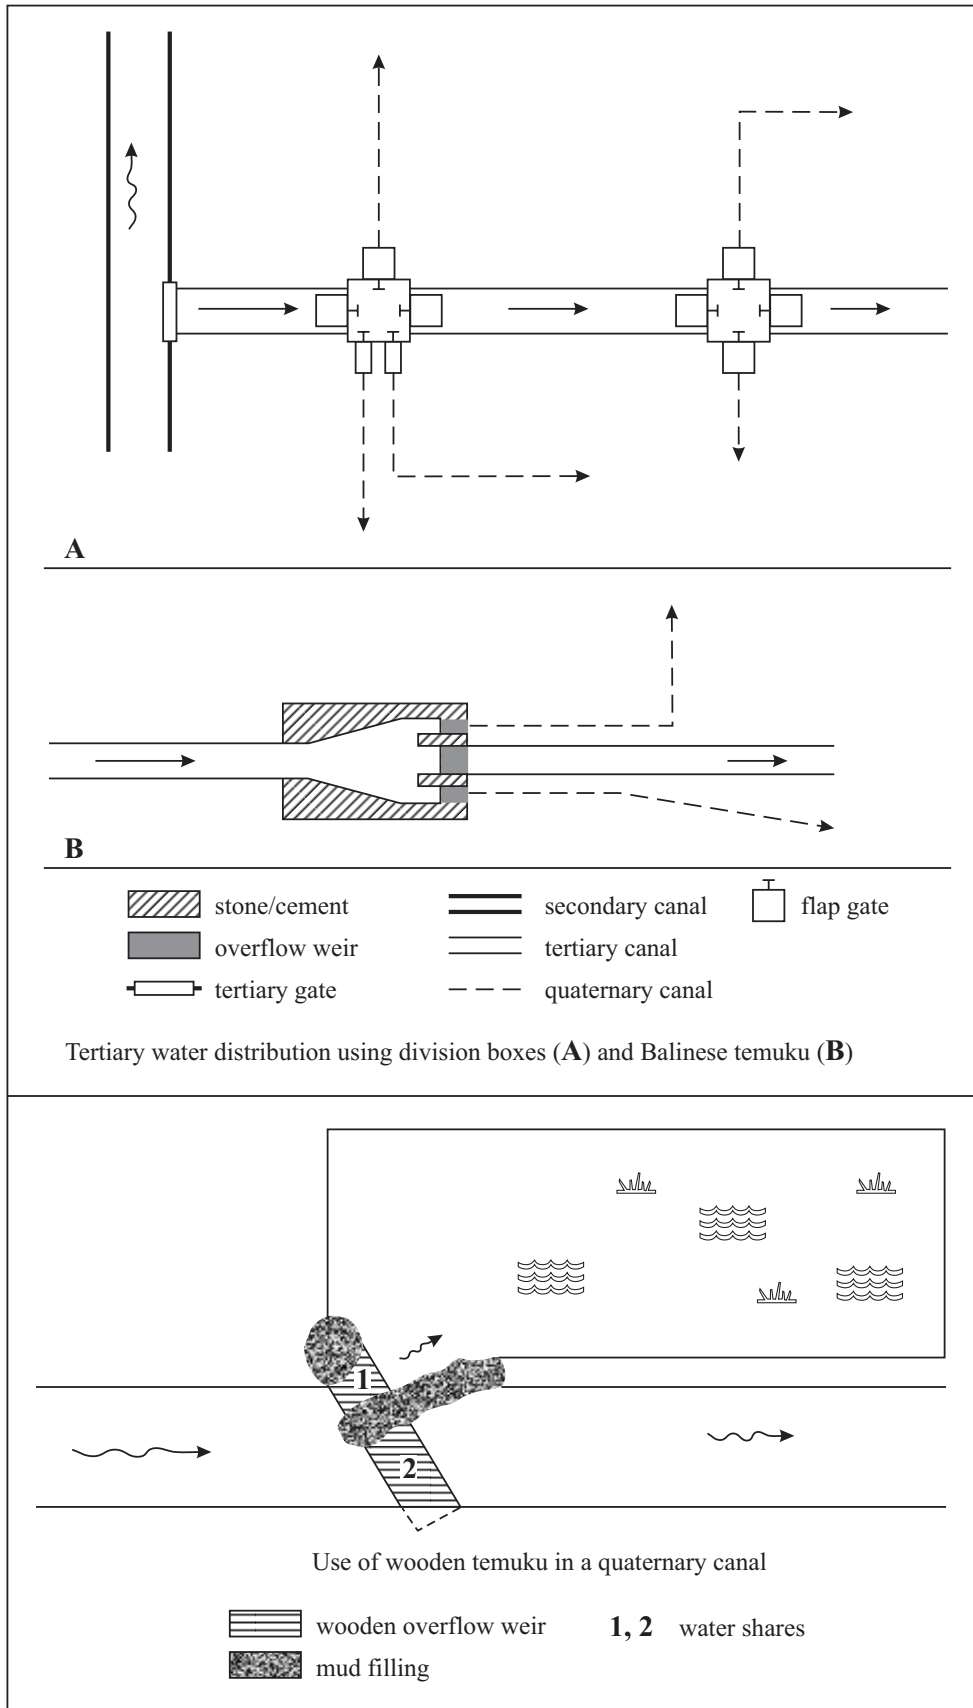 A
B
stone/cement
secondary canal
flap gate
overflow weir
tertiary canal
tertiary gate
quaternary canal
Tertiary water distribution using division boxes (A) and Balinese temuku (B)
1
2
Use of wooden temuku in a quaternary canal
wooden overflow weir
1, 2 water shares
mud filling